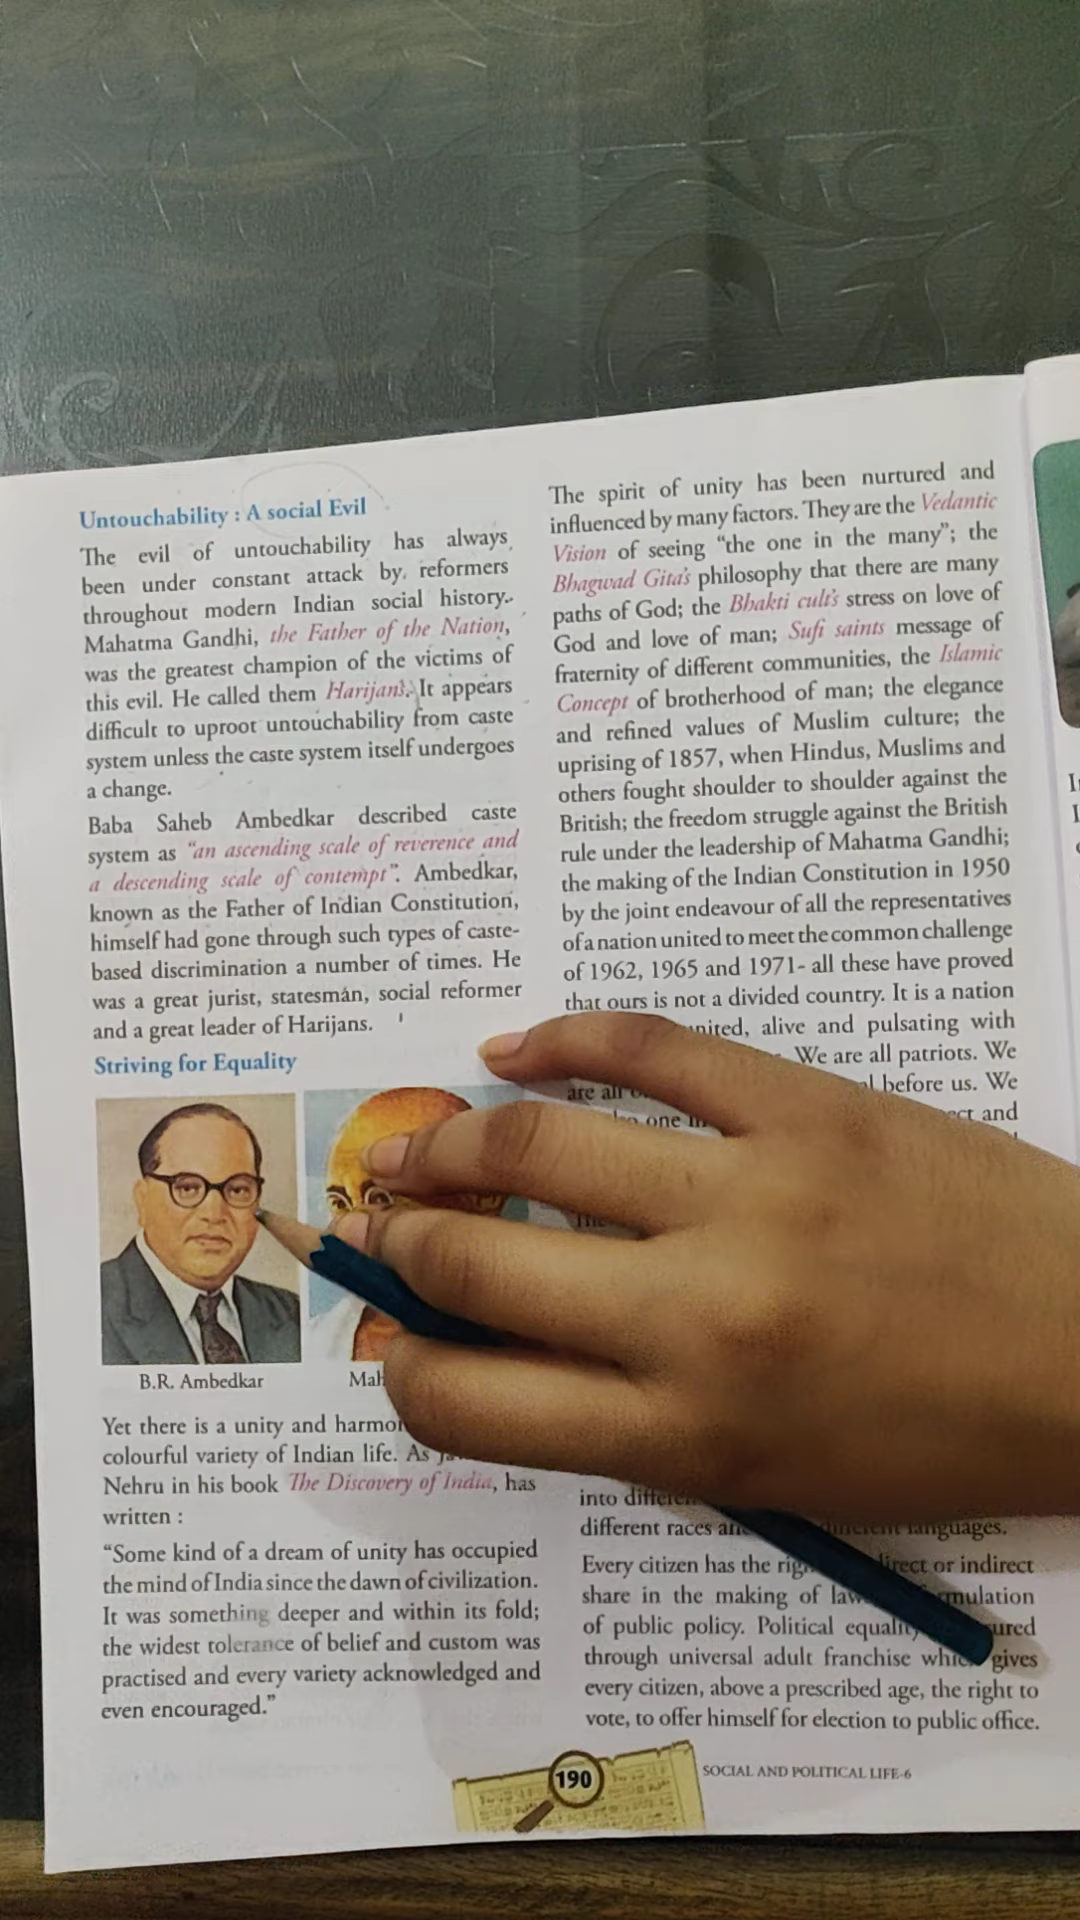 Untouchability : A social Evil
The evil of untouchability has always
been under constant attack by reformers
throughout modern Indian social history.
Mahatma Gandhi, the Father of the Nation,
was the greatest champion of the victims of
this evil. He called them Harijans. It appears
difficult to uproot untouchability from caste
system unless the caste system itself undergoes
a change.
Baba Saheb Ambedkar described caste
system as “an ascending scale of reverence and
a descending scale of contempt”. Ambedkar,
known as the Father of Indian Constitution,
himself had gone through such types of caste-
based discrimination a number of times. He
was a great jurist, statesman, social reformer
and a great leader of Harijans.
Striving for Equality
B.R. Ambedkar
Yet there is a unity and
colourful variety of Indian life. As
Nehru in his book The Discovery of India, has
written :
“Some kind of a dream of unity has occupied
the mind of India since the dawn of civilization.
It was something deeper and within its fold;
the widest tolerance of belief and custom was
practised and every variety acknowledged and
even encouraged.”
The spirit of unity has been nurtured and
influenced by many factors. They are the Vedantic
Vision of seeing “the one in the many”; the
Bhagwad Gita's philosophy that there are many
paths of God; the Bhakti cult's stress on love of
God and love of man; Sufi saints message of
fraternity of different communities, the Islamic
Concept of brotherhood of man; the elegance
and refined values of Muslim culture; the
uprising of 1857, when Hindus, Muslims and
others fought shoulder to shoulder against the
British; the freedom struggle against the British
rule under the leadership of Mahatma Gandhi;
the making of the Indian Constitution in 1950
by the joint endeavour of all the representatives
of a nation united to meet the common challenge
of 1962, 1965 and 1971- all these have proved
that ours is not a divided country. It is a nation
alive and pulsating with
We are all patriots. We
are all before us. We
one and
into
different races languages.
Every citizen has the or indirect
share in the making of
of public policy. Political
through universal adult franchise gives
every citizen, above a prescribed age, the right to
vote, to offer himself for election to public office.
190
SOCIAL AND POLITICAL LIFE-6